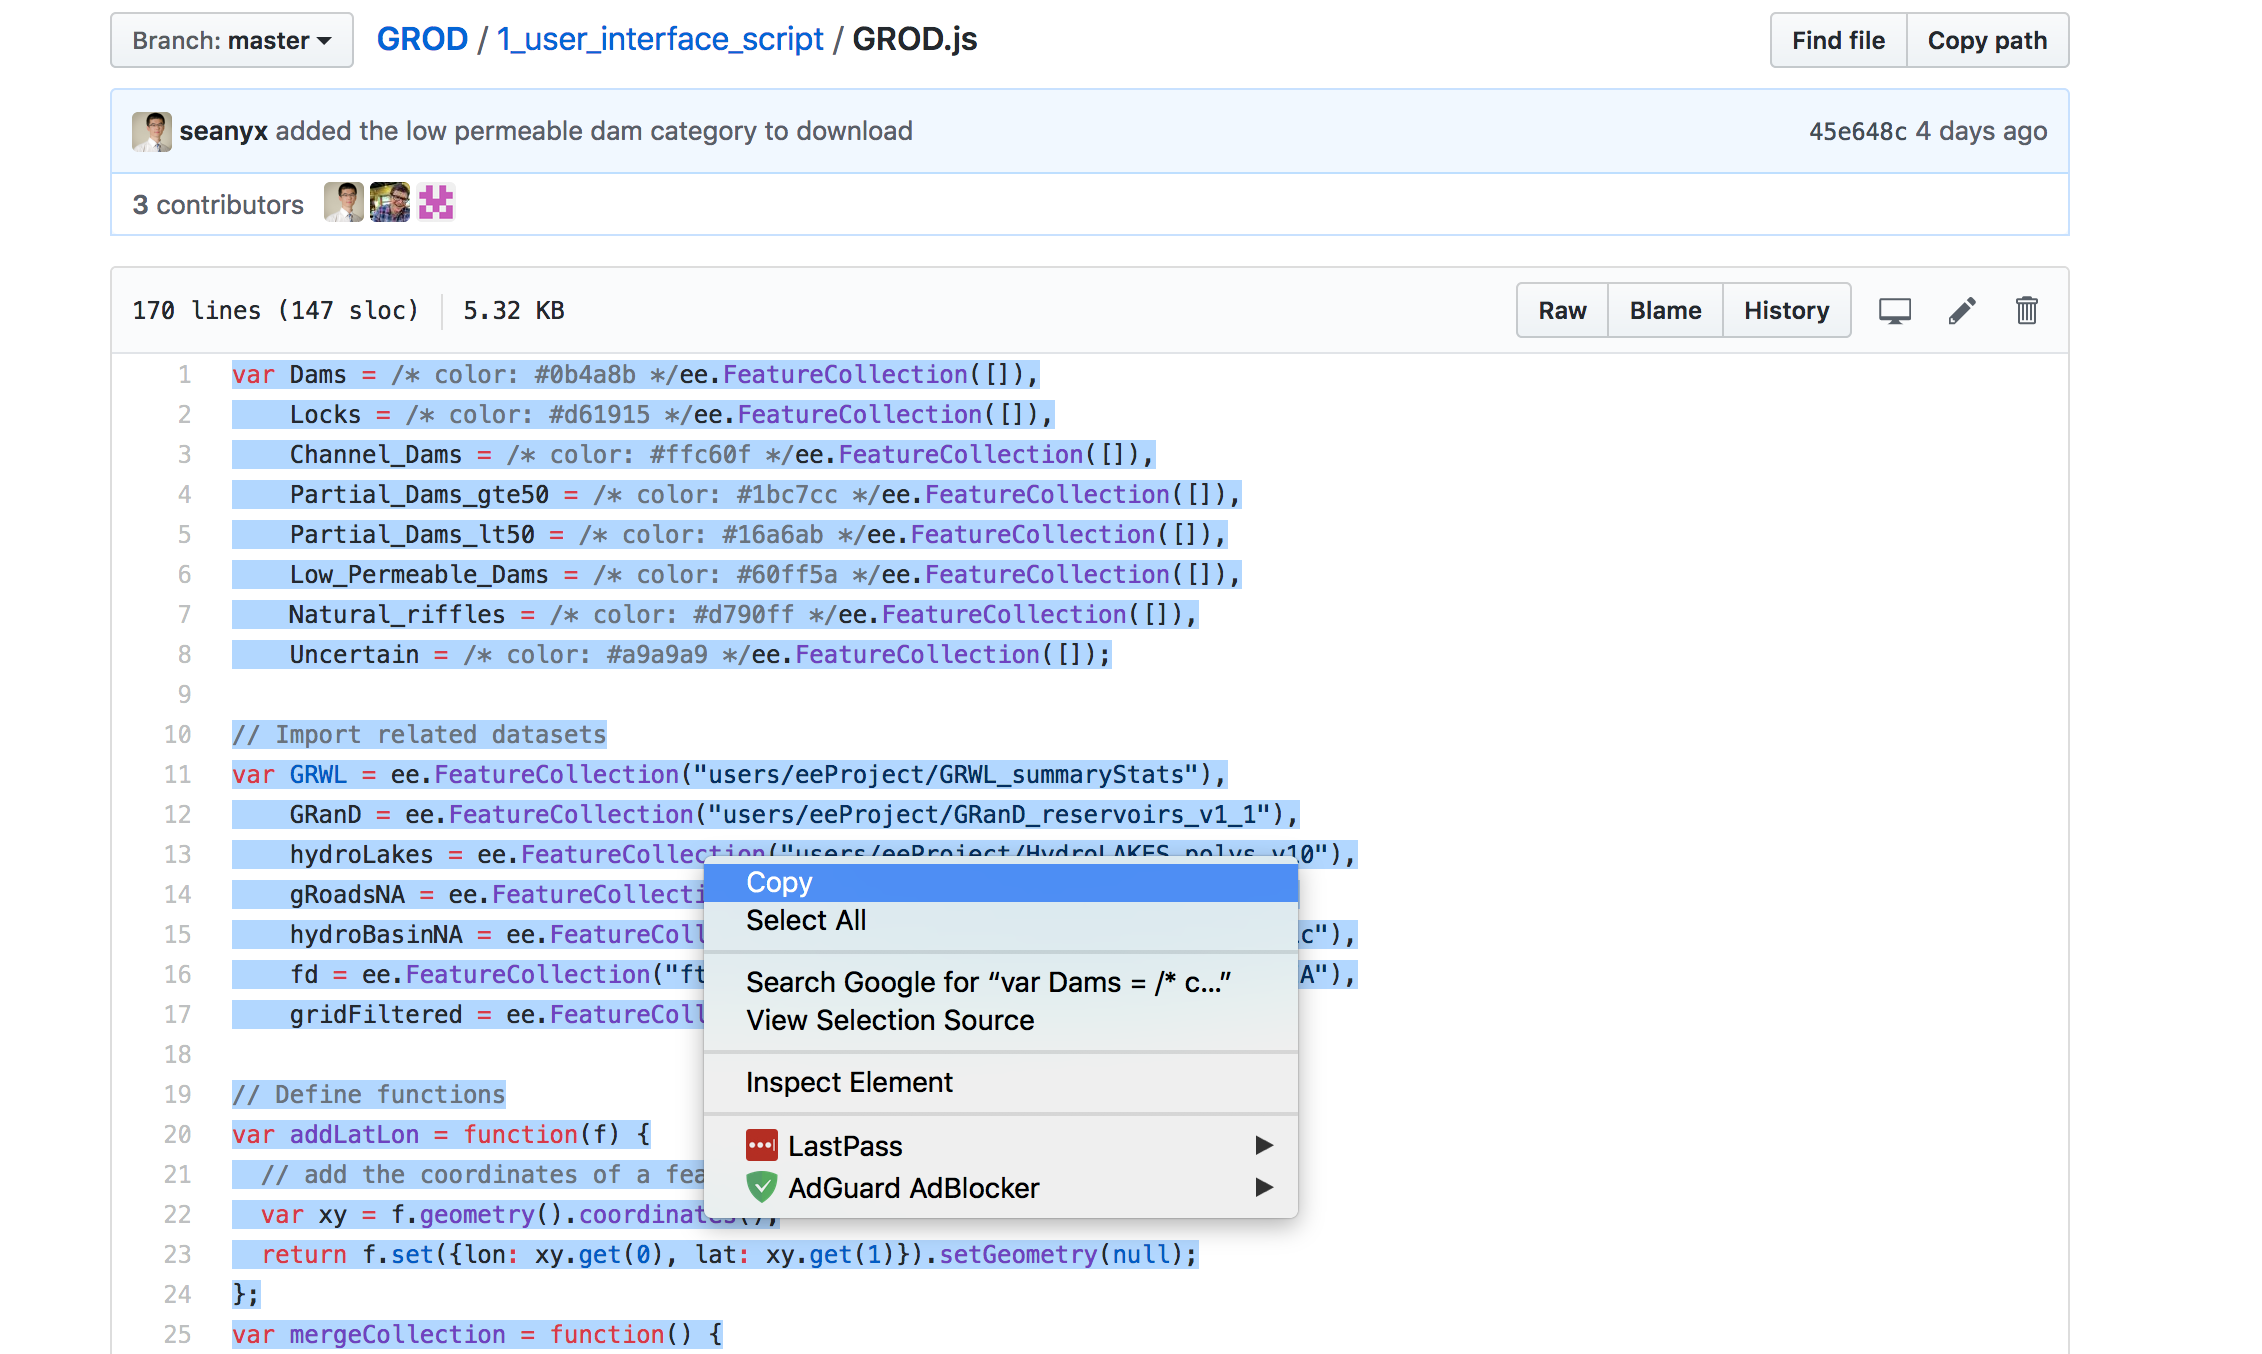 Branch: master GROD / 1_user_interface_script / GROD.js Find file Copy path
seanyx added the low permeable dam category to download 45e648c 4 days ago
3 contributors
170 lines (147 sloc) 5.32 KB Raw Blame History
1 var Dams = /* color: #0b4a8b */ee.FeatureCollection([]),
2 Locks = /* color: #d61915 */ee.FeatureCollection([]),
3 Channel_Dams = /* color: #ffc60f */ee.FeatureCollection([]),
4 Partial_Dams_gte50 = /* color: #1bc7cc */ee.FeatureCollection([]),
5 Partial_Dams_lt50 = /* color: #16a6ab */ee.FeatureCollection([]),
6 Low_Permeable_Dams = /* color: #60ff5a */ee.FeatureCollection([]),
7 Natural_riffles = /* color: #d790ff */ee.FeatureCollection([]),
8 Uncertain = /* color: #a9a9a9 */ee.FeatureCollection([]);
9
10 // Import related datasets
11 var GRWL = ee.FeatureCollection("users/eeProject/GRWL_summaryStats"),
12 GRanD = ee.FeatureCollection("users/eeProject/GRanD_reservoirs_v1_1"),
13 hydroLakes = ee.FeatureCollection("users/eeProject/HydroLAKES_polys_v10"),
Copy
14 gRoadsNA = ee.FeatureCollecti
Select All
15 hydroBasinNA = ee.FeatureColl c"),
16 fd = ee.FeatureCollection("ft A"),
Search Google for “var Dams = /* c...”
17 gridFiltered = ee.FeatureColl
View Selection Source
18
Inspect Element
19 // Define functions
20 var addLatLon = function(f) {
LastPass
21 // add the coordinates of a fea
AdGuard AdBlocker
22 var xy = f.geometry().coordinates();
23 return f.set({lon: xy.get(0), lat: xy.get(1)}).setGeometry(null);
24 };
25 var mergeCollection = function() {